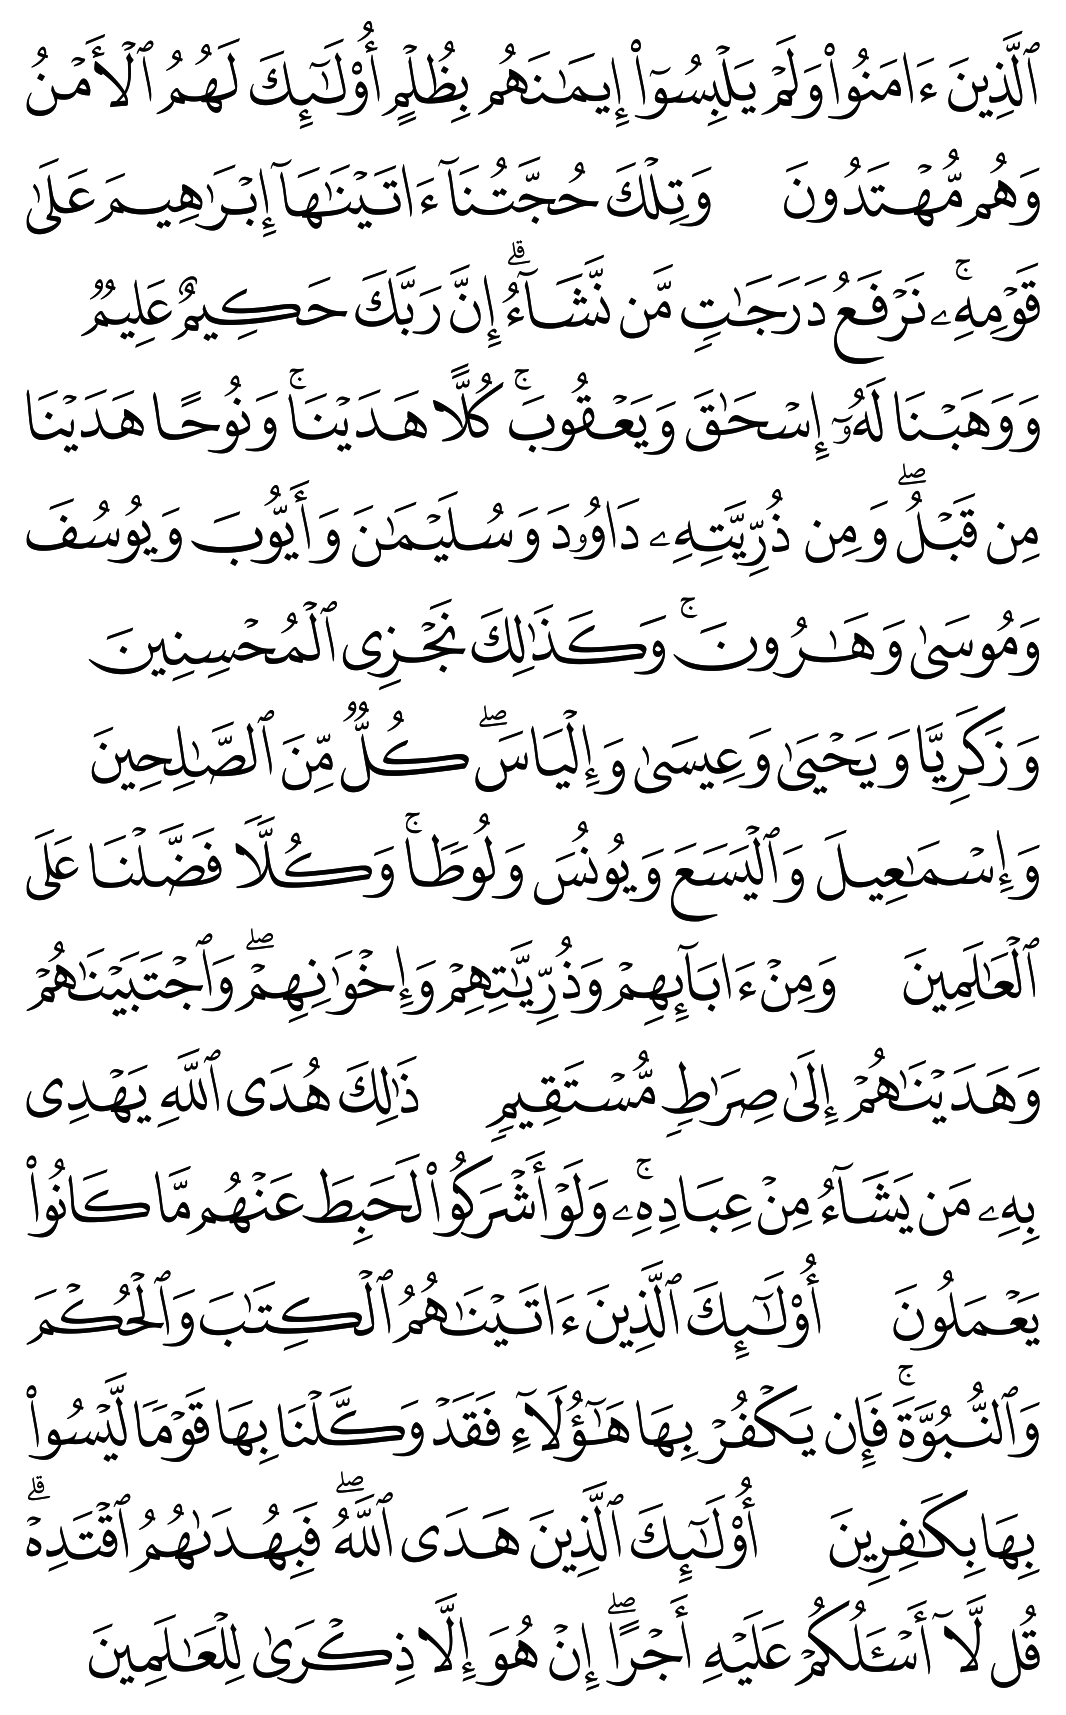 ٱلَّذِينَ ءَامَنُوا۟ وَلَمْ يَلْبِسُوٓا۟ إِيمَـٰنَهُم بِظُلْمٍ أُو۟لَـٰٓئِكَ لَهُمُ ٱلْأَمْنُ
وَهُم مُّهْتَدُونَ وَتِلْكَ حُجَّتُنَآ ءَاتَيْنَـٰهَآ إِبْرَٰهِيمَ عَلَىٰ
قَوْمِهِۦ ۚ نَرْفَعُ دَرَجَـٰتٍ مَّن نَّشَآءُ ۗ إِنَّ رَبَّكَ حَكِيمٌ عَلِيمٌ
وَوَهَبْنَا لَهُۥٓ إِسْحَـٰقَ وَيَعْقُوبَ ۚ كُلًّا هَدَيْنَا ۚ وَنُوحًا هَدَيْنَا
مِن قَبْلُ ۖ وَمِن ذُرِّيَّتِهِۦ دَاوُۥدَ وَسُلَيْمَـٰنَ وَأَيُّوبَ وَيُوسُفَ
وَمُوسَىٰ وَهَـٰرُونَ ۚ وَكَذَٰلِكَ نَجْزِى ٱلْمُحْسِنِينَ
وَزَكَرِيَّا وَيَحْيَىٰ وَعِيسَىٰ وَإِلْيَاسَ ۖ كُلٌّ مِّنَ ٱلصَّـٰلِحِينَ
وَإِسْمَـٰعِيلَ وَٱلْيَسَعَ وَيُونُسَ وَلُوطًا ۚ وَكُلًّا فَضَّلْنَا عَلَى
ٱلْعَـٰلَمِينَ وَمِنْ ءَابَآئِهِمْ وَذُرِّيَّـٰتِهِمْ وَإِخْوَٰنِهِمْ ۖ وَٱجْتَبَيْنَـٰهُمْ
وَهَدَيْنَـٰهُمْ إِلَىٰ صِرَٰطٍ مُّسْتَقِيمٍ ذَٰلِكَ هُدَى ٱللَّهِ يَهْدِى
بِهِۦ مَن يَشَآءُ مِنْ عِبَادِهِۦ ۚ وَلَوْ أَشْرَكُوا۟ لَحَبِطَ عَنْهُم مَّا كَانُوا۟
يَعْمَلُونَ أُو۟لَـٰٓئِكَ ٱلَّذِينَ ءَاتَيْنَـٰهُمُ ٱلْكِتَـٰبَ وَٱلْحُكْمَ
وَٱلنُّبُوَّةَ ۚ فَإِن يَكْفُرْ بِهَا هَـٰٓؤُلَآءِ فَقَدْ وَكَّلْنَا بِهَا قَوْمًا لَّيْسُوا۟
بِهَا بِكَـٰفِرِينَ أُو۟لَـٰٓئِكَ ٱلَّذِينَ هَدَى ٱللَّهُ ۖ فَبِهُدَىٰهُمُ ٱقْتَدِهْ ۗ
قُل لَّآ أَسْـَٔلُكُمْ عَلَيْهِ أَجْرًا ۖ إِنْ هُوَ إِلَّا ذِكْرَىٰ لِلْعَـٰلَمِينَ